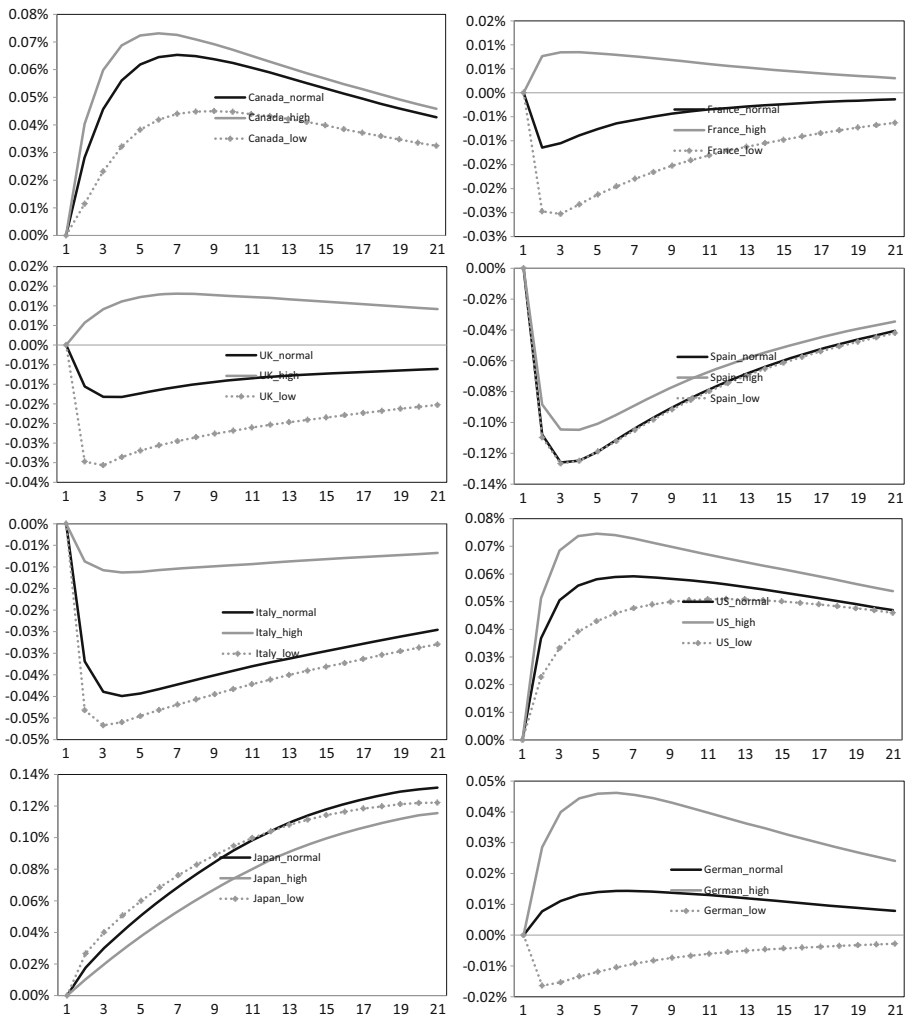 0.08%
0.07%
0.06%
0.05%
0.04%
0.03%
0.02%
0.01%
0.00%
Canada_normal
Canada_high
Canada_low
1 3 5 7 9 11 13 15 17 19 21
0.02%
0.01%
0.01%
0.00%
-0.01%
-0.01%
-0.02%
-0.02%
-0.03%
-0.03%
France_normal
France_high
France_low
1 3 5 7 9 11 13 15 17 19 21
0.02%
0.02%
0.01%
0.01%
0.00%
-0.01%
-0.01%
-0.02%
-0.02%
-0.03%
-0.03%
-0.04%
UK_normal
UK_high
UK_low
1 3 5 7 9 11 13 15 17 19 21
0.00%
-0.02%
-0.04%
-0.06%
-0.08%
-0.10%
-0.12%
-0.14%
Spain_normal
Spain_high
Spain_low
1 3 5 7 9 11 13 15 17 19 21
0.00%
-0.01%
-0.01%
-0.02%
-0.02%
-0.03%
-0.03%
-0.04%
-0.04%
-0.05%
-0.05%
Italy_normal
Italy_high
Italy_low
1 3 5 7 9 11 13 15 17 19 21
0.08%
0.07%
0.06%
0.05%
0.04%
0.03%
0.02%
0.01%
0.00%
US_normal
US_high
US_low
1 3 5 7 9 11 13 15 17 19 21
0.14%
0.12%
0.10%
0.08%
0.06%
0.04%
0.02%
0.00%
Japan_normal
Japan_high
Japan_low
1 3 5 7 9 11 13 15 17 19 21
0.05%
0.04%
0.03%
0.02%
0.01%
0.00%
-0.01%
-0.02%
German_normal
German_high
German_low
1 3 5 7 9 11 13 15 17 19 21